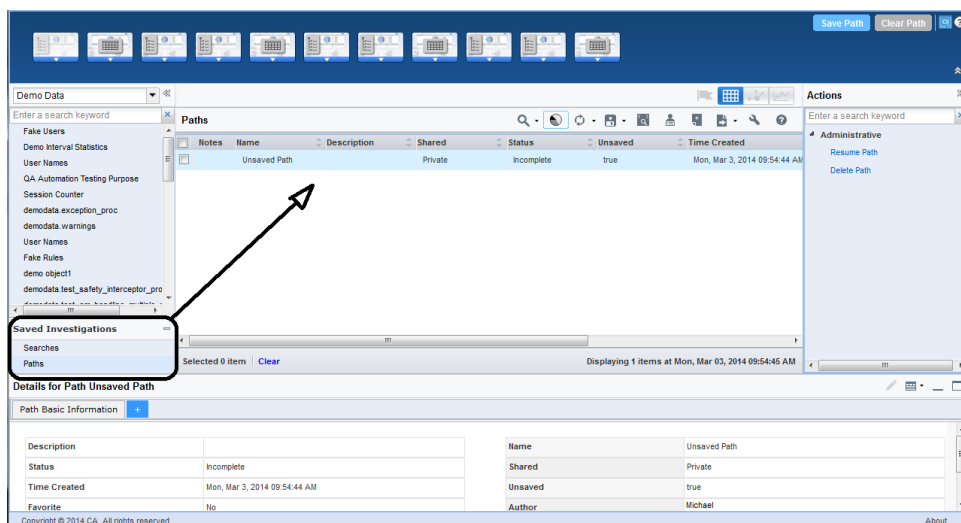 Save Path Clear Path
Demo Data
Actions
Enter a search keyword
Fake Users
Demo Interval Statistics
User Names
QA Automation Testing Purpose
Session Counter
demodata.exception_proc
demodata.warnings
User Names
Fake Rules
demo object1
demodata.test_safety_interceptor_pro
Saved Investigations
Searches
Paths
Paths
Notes Name Description Shared Status Unsaved Time Created
Unsaved Path Private Incomplete true Mon, Mar 3, 2014 09:54:44 AM
Selected 0 item Clear Displaying 1 items at Mon, Mar 03, 2014 09:54:45 AM
Enter a search keyword
Administrative
Resume Path
Delete Path
Details for Path Unsaved Path
Path Basic Information +
Description Name Unsaved Path
Status Incomplete Shared Private
Time Created Mon, Mar 3, 2014 09:54:44 AM Unsaved true
Favorite No Author Michael
Copyright © 2014 CA. All rights reserved. About